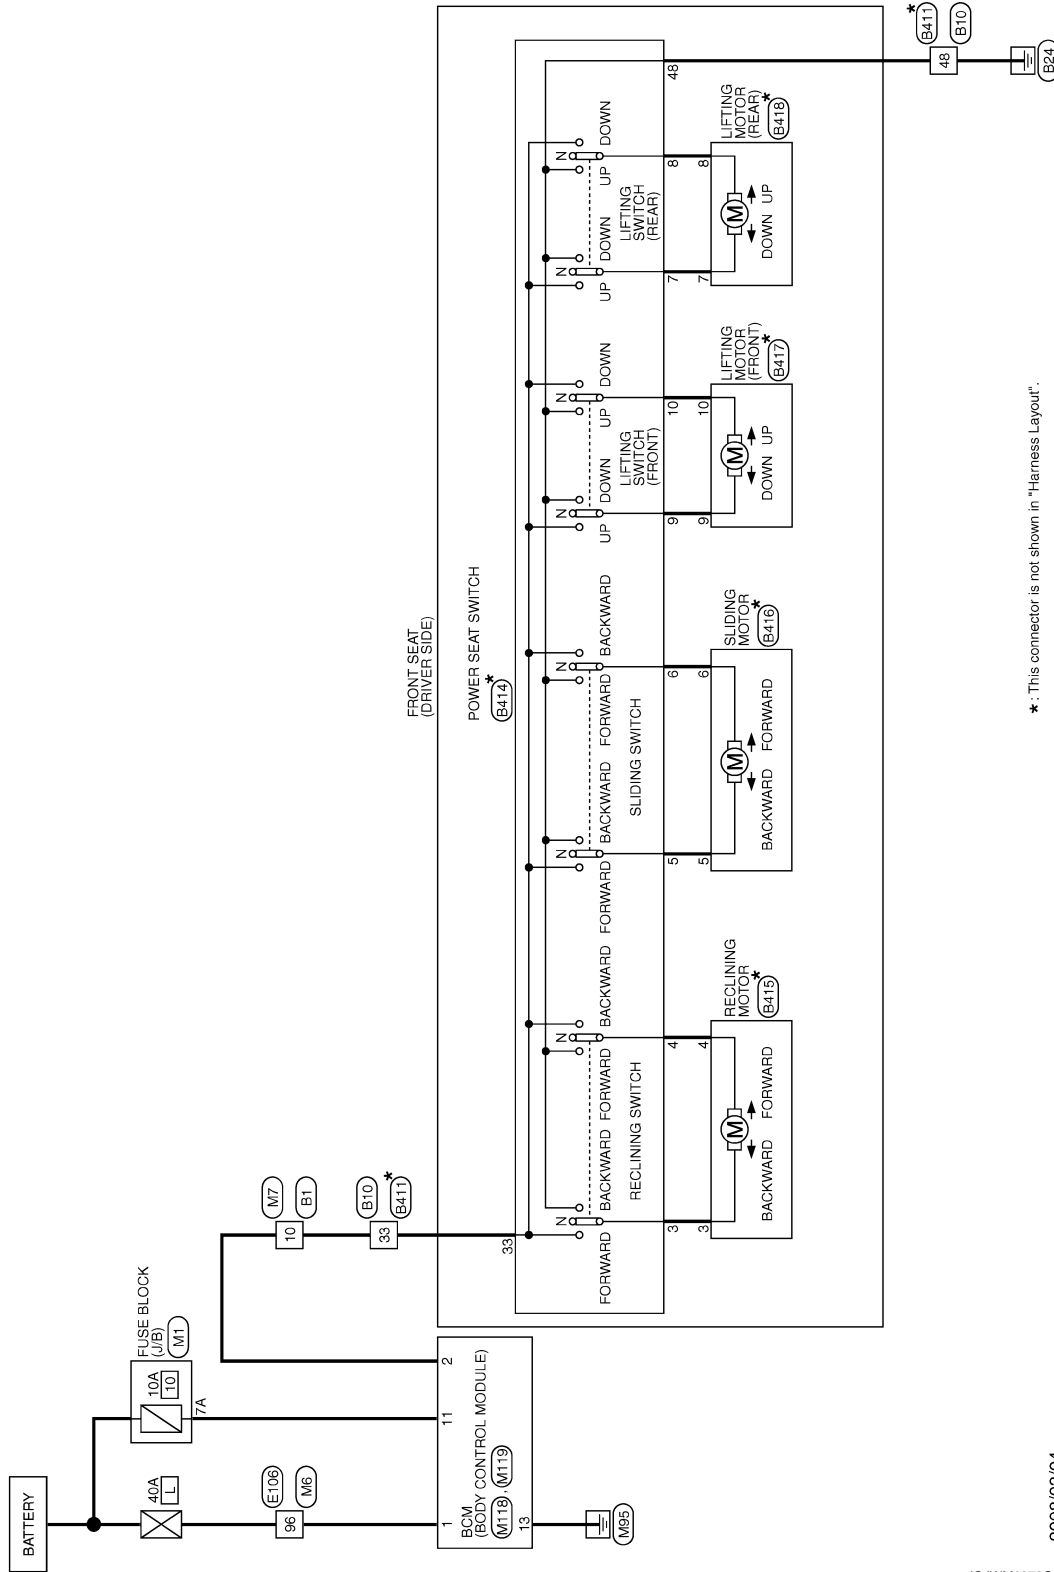 BATTERY
40A
L
E106
96
M6
1
10A
10
FUSE BLOCK
(J/B)
M1
7A
11
2
BCM
(BODY CONTROL MODULE)
M118 , M119
13
M95
M7
10
B1
B10
33
B411 *
FRONT SEAT
(DRIVER SIDE)
POWER SEAT SWITCH
B414 *
33
FORWARD
N
BACKWARD
FORWARD
N
BACKWARD
RECLINING SWITCH
FORWARD
N
BACKWARD
FORWARD
N
BACKWARD
SLIDING SWITCH
UP
N
DOWN
UP
N
DOWN
LIFTING
SWITCH
(FRONT)
UP
N
DOWN
UP
N
DOWN
LIFTING
SWITCH
(REAR)
3
4
5
6
9
10
7
8
48
3
4
5
6
9
10
7
8
RECLINING
MOTOR
B415 *
M
BACKWARD
FORWARD
SLIDING
MOTOR
B416 *
M
BACKWARD
FORWARD
LIFTING
MOTOR
(FRONT)
B417 *
M
DOWN
UP
LIFTING
MOTOR
(REAR)
B418 *
M
DOWN
UP
B411 *
48
B10
B24
* : This connector is not shown in "Harness Layout".